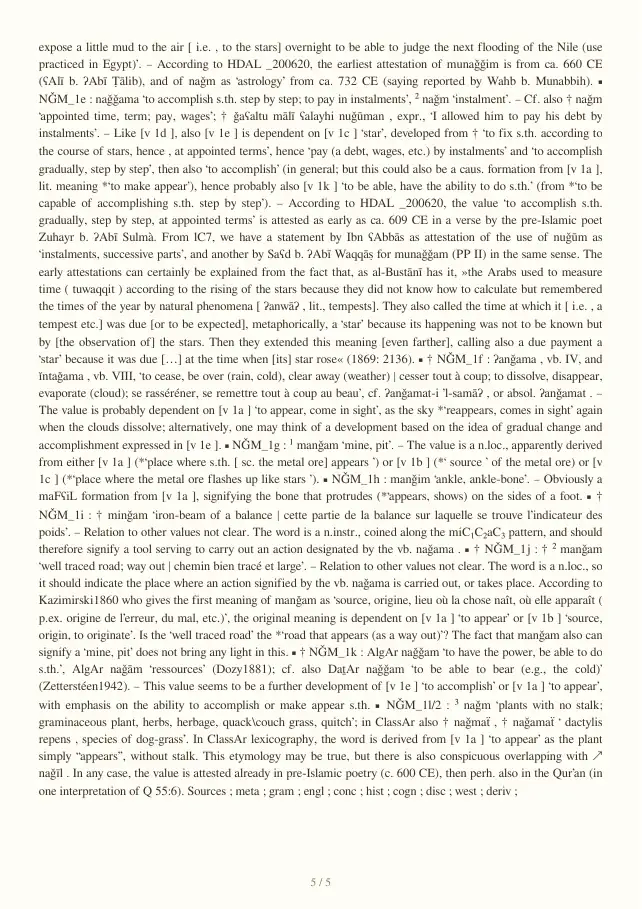 expose a little mud to the air [ i.e. , to the stars] overnight to be able to judge the next flooding of the Nile (use
practiced in Egypt)’. – According to HDAL _200620, the earliest attestation of munaǧǧim is from ca. 660 CE
(ʕAlī b. ʔAbī Ṭālib), and of naǧm as ‘astrology’ from ca. 732 CE (saying reported by Wahb b. Munabbih). ▪
NǦM_1e : naǧǧama ‘to accomplish s.th. step by step; to pay in instalments’, ² naǧm ‘instalment’. – Cf. also † naǧm
‘appointed time, term; pay, wages’; † ǧaʕaltu mālī ʕalayhi nuǧūman , expr., ‘I allowed him to pay his debt by
instalments’. – Like [v 1d ], also [v 1e ] is dependent on [v 1c ] ‘star’, developed from † ‘to fix s.th. according to
the course of stars, hence , at appointed terms’, hence ‘pay (a debt, wages, etc.) by instalments’ and ‘to accomplish
gradually, step by step’, then also ‘to accomplish’ (in general; but this could also be a caus. formation from [v 1a ],
lit. meaning *‘to make appear’), hence probably also [v 1k ] ‘to be able, have the ability to do s.th.’ (from *‘to be
capable of accomplishing s.th. step by step’). – According to HDAL _200620, the value ‘to accomplish s.th.
gradually, step by step, at appointed terms’ is attested as early as ca. 609 CE in a verse by the pre-Islamic poet
Zuhayr b. ʔAbī Sulmà. From lC7, we have a statement by Ibn ʕAbbās as attestation of the use of nuǧūm as
‘instalments, successive parts’, and another by Saʕd b. ʔAbī Waqqāṣ for munaǧǧam (PP II) in the same sense. The
early attestations can certainly be explained from the fact that, as al-Bustānī has it, »the Arabs used to measure
time ( tuwaqqit ) according to the rising of the stars because they did not know how to calculate but remembered
the times of the year by natural phenomena [ ʔanwāʔ , lit., tempests]. They also called the time at which it [ i.e. , a
tempest etc.] was due [or to be expected], metaphorically, a ‘star’ because its happening was not to be known but
by [the observation of] the stars. Then they extended this meaning [even farther], calling also a due payment a
‘star’ because it was due […] at the time when [its] star rose« (1869: 2136). ▪ † NǦM_1f : ʔanǧama , vb. IV, and
ĭntaǧama , vb. VIII, ‘to cease, be over (rain, cold), clear away (weather) | cesser tout à coup; to dissolve, disappear,
evaporate (cloud); se rasséréner, se remettre tout à coup au beau’, cf. ʔanǧamat-i ’l-samāʔ , or absol. ʔanǧamat . –
The value is probably dependent on [v 1a ] ‘to appear, come in sight’, as the sky *‘reappears, comes in sight’ again
when the clouds dissolve; alternatively, one may think of a development based on the idea of gradual change and
accomplishment expressed in [v 1e ]. ▪ NǦM_1g : ¹ manǧam ‘mine, pit’. – The value is a n.loc., apparently derived
from either [v 1a ] (*‘place where s.th. [ sc. the metal ore] appears ’) or [v 1b ] (*‘ source ’ of the metal ore) or [v
1c ] (*‘place where the metal ore flashes up like stars ’). ▪ NǦM_1h : manǧim ‘ankle, ankle-bone’. – Obviously a
maFʕiL formation from [v 1a ], signifying the bone that protrudes (*‘appears, shows) on the sides of a foot. ▪ †
NǦM_1i : † minǧam ‘iron-beam of a balance | cette partie de la balance sur laquelle se trouve l’indicateur des
poids’. – Relation to other values not clear. The word is a n.instr., coined along the miC₁C₂aC₃ pattern, and should
therefore signify a tool serving to carry out an action designated by the vb. naǧama . ▪ † NǦM_1j : † ² manǧam
‘well traced road; way out | chemin bien tracé et large’. – Relation to other values not clear. The word is a n.loc., so
it should indicate the place where an action signified by the vb. naǧama is carried out, or takes place. According to
Kazimirski1860 who gives the first meaning of manǧam as ‘source, origine, lieu où la chose naît, où elle apparaît (
p.ex. origine de l’erreur, du mal, etc.)’, the original meaning is dependent on [v 1a ] ‘to appear’ or [v 1b ] ‘source,
origin, to originate’. Is the ‘well traced road’ the *‘road that appears (as a way out)’? The fact that manǧam also can
signify a ‘mine, pit’ does not bring any light in this. ▪ † NǦM_1k : AlgAr naǧǧam ‘to have the power, be able to do
s.th.’, AlgAr naǧām ‘ressources’ (Dozy1881); cf. also DaṯAr naǧǧam ‘to be able to bear (e.g., the cold)’
(Zetterstéen1942). – This value seems to be a further development of [v 1e ] ‘to accomplish’ or [v 1a ] ‘to appear’,
with emphasis on the ability to accomplish or make appear s.th. ▪ NǦM_1l/2 : ³ naǧm ‘plants with no stalk;
graminaceous plant, herbs, herbage, quack\couch grass, quitch’; in ClassAr also † naǧmaẗ , † naǧamaẗ ‘ dactylis
repens , species of dog-grass’. In ClassAr lexicography, the word is derived from [v 1a ] ‘to appear’ as the plant
simply “appears”, without stalk. This etymology may be true, but there is also conspicuous overlapping with ↗
naǧīl . In any case, the value is attested already in pre-Islamic poetry (c. 600 CE), then perh. also in the Qurʾan (in
one interpretation of Q 55:6). Sources ; meta ; gram ; engl ; conc ; hist ; cogn ; disc ; west ; deriv ;
5 / 5